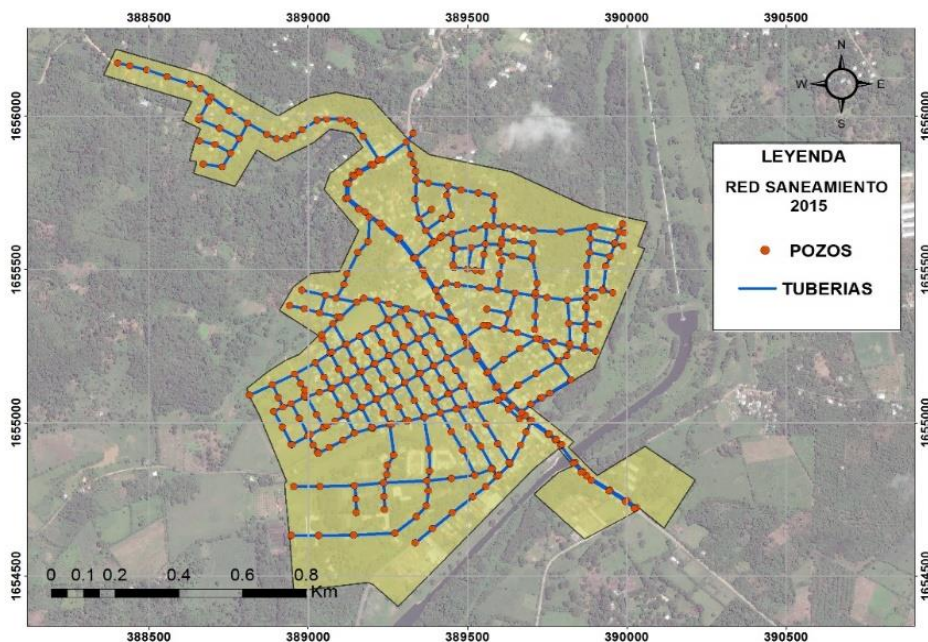 388500 389000 389500 390000 390500
1656000 1656000
1655500 1655500
1655000 1655000
1654500 1654500
N
W E
S
LEYENDA
RED SANEAMIENTO
2015
POZOS
TUBERIAS
0 0.1 0.2 0.4 0.6 0.8
Km
388500 389000 389500 390000 390500